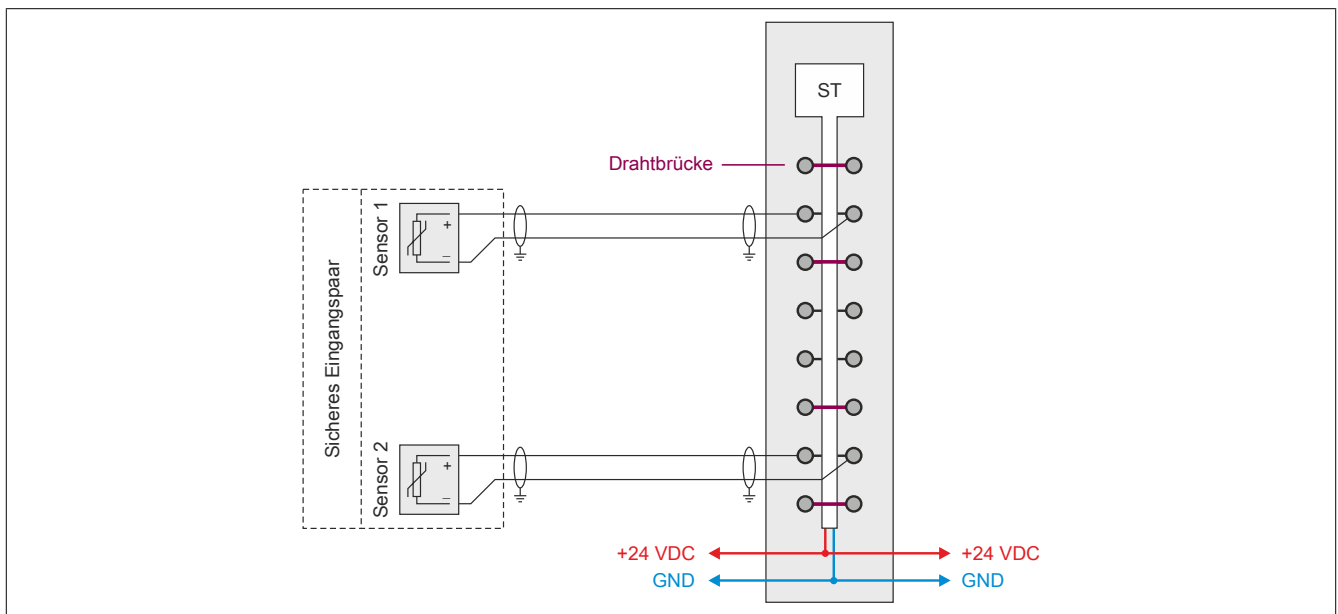 ST
Drahtbrücke
Sicheres Eingangspaar
Sensor 1
+
–
Sensor 2
+
–
+24 VDC
+24 VDC
GND
GND